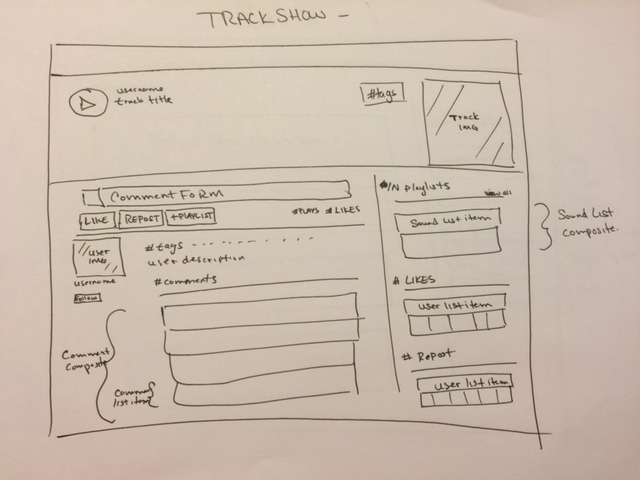 TRACK SHOW -
username
track title
#tags
Track
IMG
Comment FoRM
LIKE
REPOST
+PLAYLIST
#PLAYS #LIKES
USER
IMG
username
Follow
#tags
user description
#comments
Comment
Composite
Comment
list item
#/N playlists
view all
Sound List item
Sound List
Composite.
# LIKES
User list item
# Repost
User list item